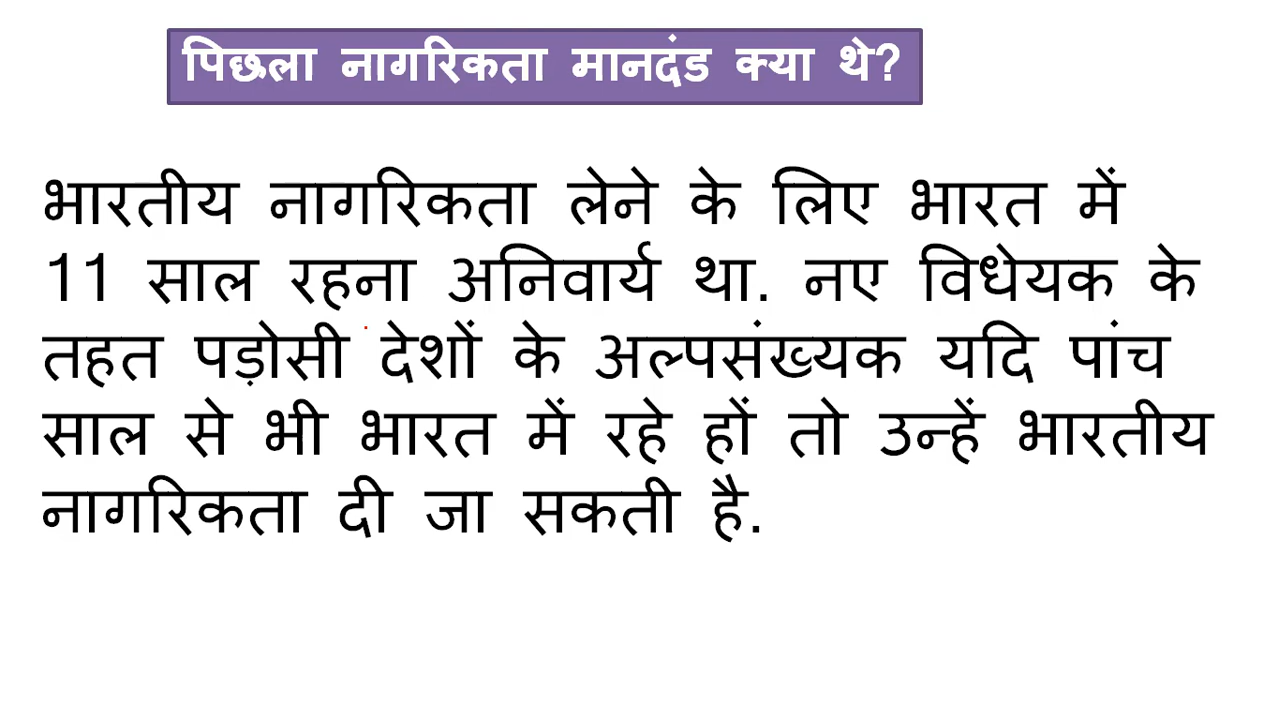 पिछला नागरिकता मानदंड क्या थे?
भारतीय नागरिकता लेने के लिए भारत में
11 साल रहना अनिवार्य था. नए विधेयक के
तहत पड़ोसी देशों के अल्पसंख्यक यदि पांच
साल से भी भारत में रहे हों तो उन्हें भारतीय
नागरिकता दी जा सकती है.